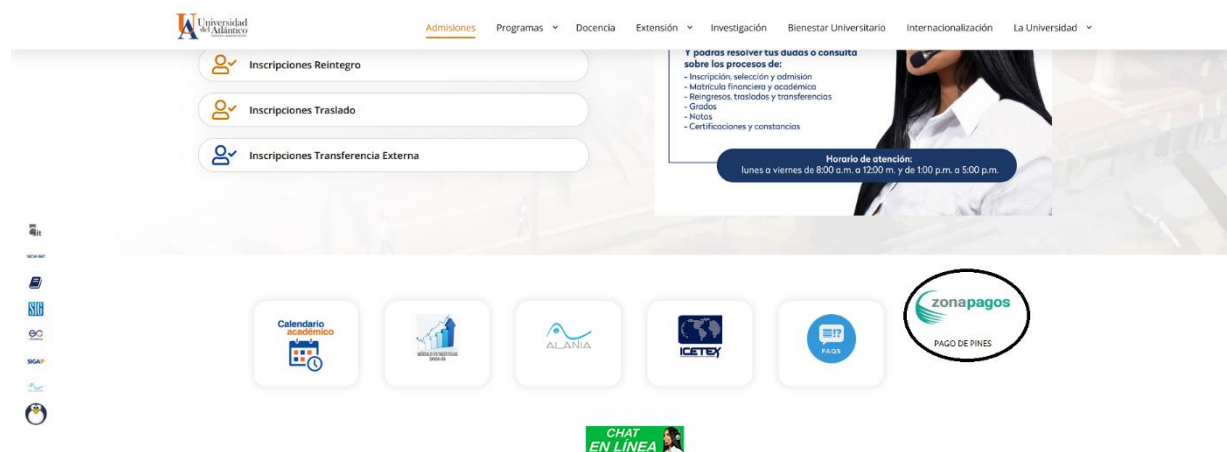 Universidad
del Atlántico
Admisiones Programas Docencia Extensión Investigación Bienestar Universitario Internacionalización La Universidad
Inscripciones Reintegro
Inscripciones Traslado
Inscripciones Transferencia Externa
Y podrás resolver tus dudas o consulta
sobre los procesos de:
- Inscripción, selección y admisión
- Matrícula financiera y académica
- Reingresos, traslados y transferencias
- Grados
- Notas
- Certificaciones y constancias
Horario de atención:
lunes a viernes de 8:00 a.m. a 12:00 m. y de 1:00 p.m. a 5:00 p.m.
SIGAP
Calendario
académico
ALANIA
ICETEX
FAQS
zonapagos
PAGO DE PINES
CHAT
EN LÍNEA